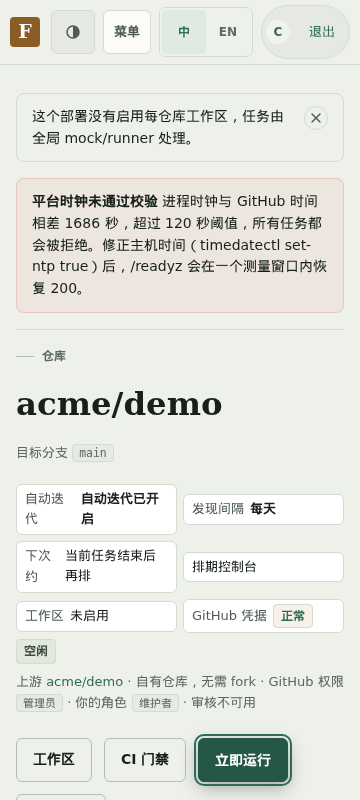 F 菜单 中 EN C 退出
这个部署没有启用每仓库工作区，任务由
全局 mock/runner 处理。
平台时钟未通过校验 进程时钟与 GitHub 时间
相差 1686 秒，超过 120 秒阈值，所有任务都
会被拒绝。修正主机时间（timedatectl set-
ntp true）后，/readyz 会在一个测量窗口内恢
复 200。
仓库
acme/demo
目标分支 main
自动迭代 自动迭代已开启
发现间隔 每天
下次约 当前任务结束后再排
排期控制台
工作区 未启用
GitHub 凭据 正常
空闲
上游 acme/demo · 自有仓库，无需 fork · GitHub 权限
管理员 · 你的角色 维护者 · 审核不可用
工作区 CI 门禁 立即运行